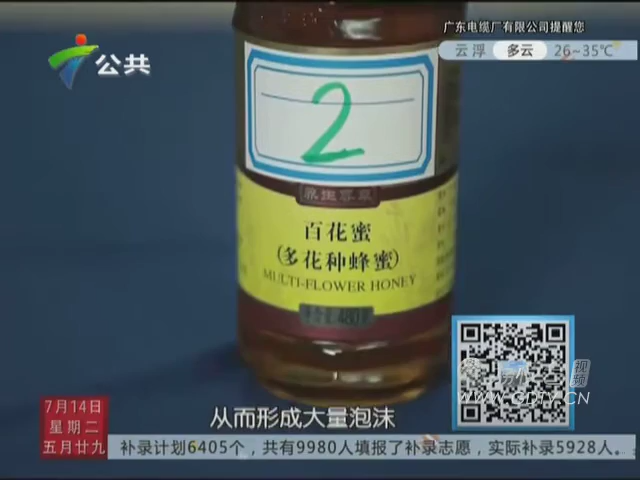 广东电缆厂有限公司提醒您
公共
云浮 多云 26~35℃
2
百花蜜
(多花种蜂蜜)
MULTI-FLOWER HONEY
视频
WWW.GDTV.CN
从而形成大量泡沫
7月14日
星期二
五月廿九
补录计划6405个，共有9980人填报了补录志愿，实际补录5928人。